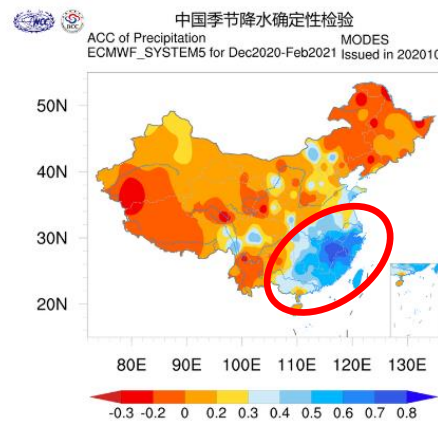 中国季节降水确定性检验
ACC of Precipitation
MODES
ECMWF_SYSTEM5 for Dec2020-Feb2021
Issued in 202010
50N
40N
30N
20N
80E 90E 100E 110E 120E 130E
-0.3 -0.2 0 0.2 0.3 0.4 0.5 0.6 0.7 0.8